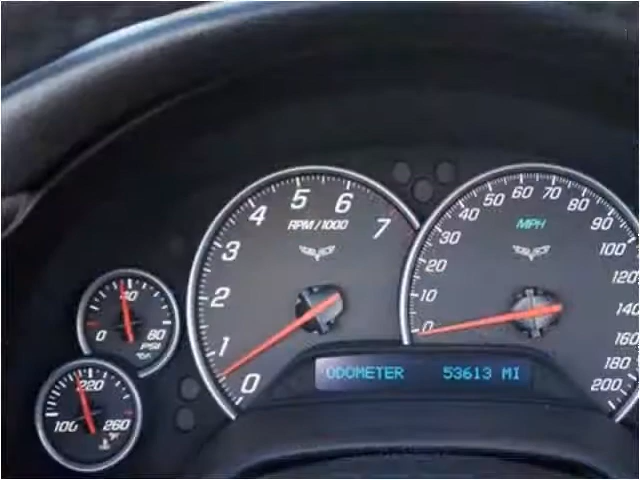 0 1 2 3 4 5 6 7
RPM/1000
0 10 20 30 40 50 60 70 80 90 100 120 140 160 180 200
MPH
0 80
PSI
100 220 260
°F
ODOMETER 53613 MI